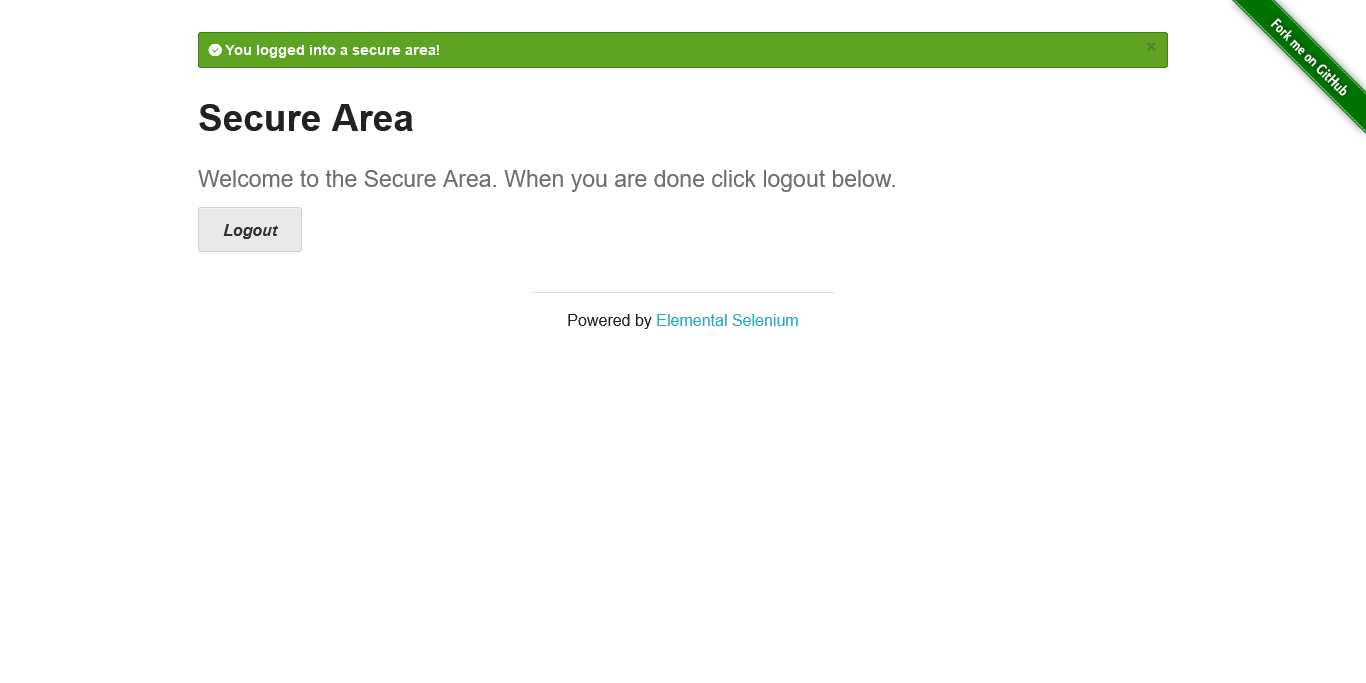 You logged into a secure area!
×
Fork me on GitHub
Secure Area
Welcome to the Secure Area. When you are done click logout below.
Logout
Powered by Elemental Selenium